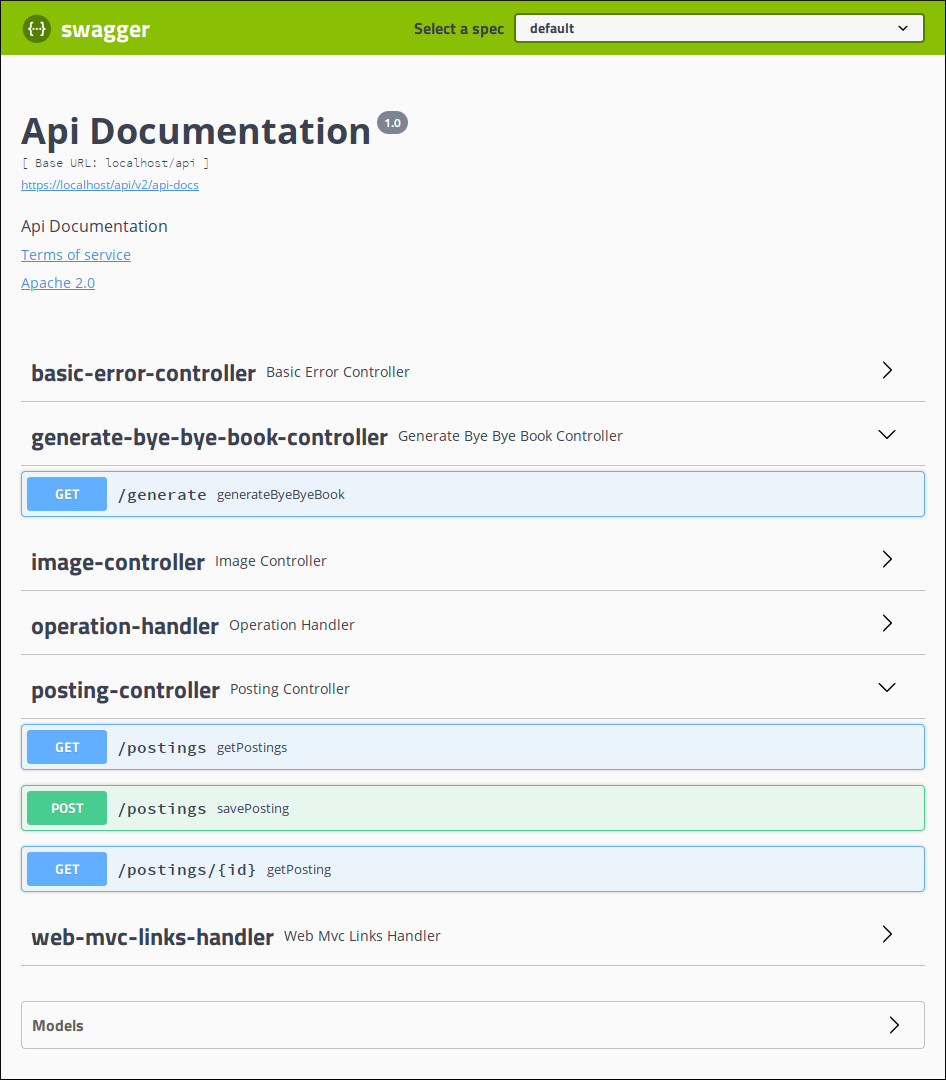 {···} swagger Select a spec default
Api Documentation 1.0
[ Base URL: localhost/api ]
https://localhost/api/v2/api-docs
Api Documentation
Terms of service
Apache 2.0
basic-error-controller Basic Error Controller
generate-bye-bye-book-controller Generate Bye Bye Book Controller
GET /generate generateByeByeBook
image-controller Image Controller
operation-handler Operation Handler
posting-controller Posting Controller
GET /postings getPostings
POST /postings savePosting
GET /postings/{id} getPosting
web-mvc-links-handler Web Mvc Links Handler
Models